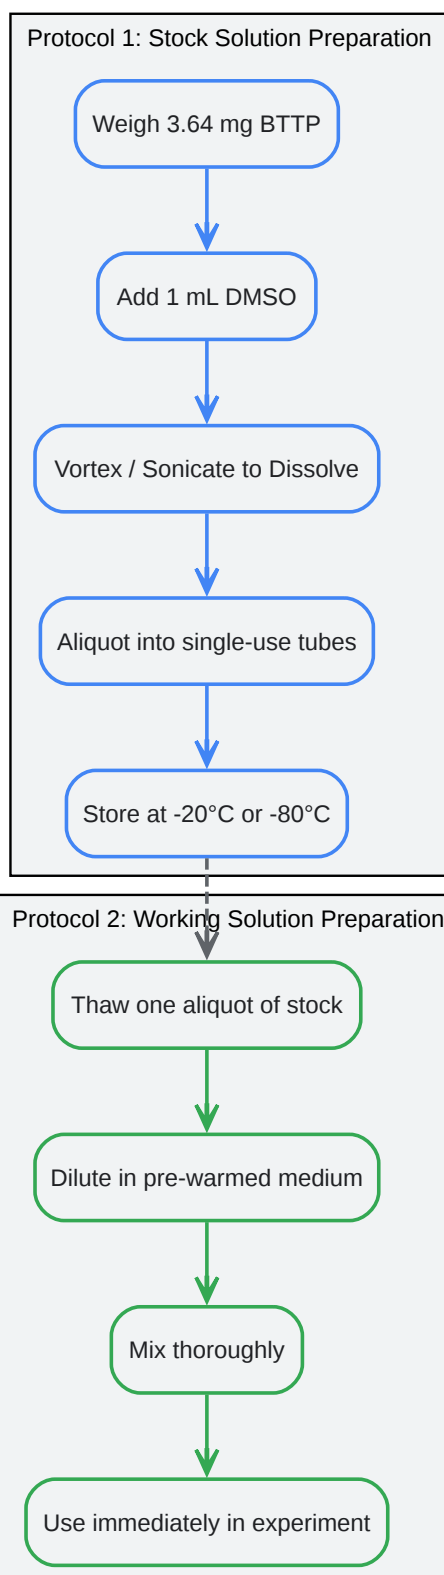 Protocol 1: Stock Solution Preparation
Weigh 3.64 mg BTTP
Add 1 mL DMSO
Vortex / Sonicate to Dissolve
Aliquot into single-use tubes
Store at -20°C or -80°C
Protocol 2: Working Solution Preparation
Thaw one aliquot of stock
Dilute in pre-warmed medium
Mix thoroughly
Use immediately in experiment